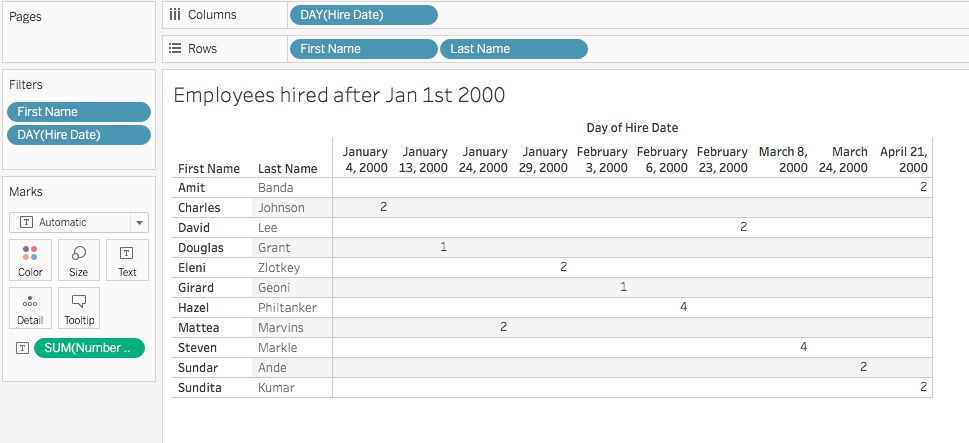 Pages
Columns DAY(Hire Date)
Rows First Name Last Name
Filters
First Name
DAY(Hire Date)
Marks
Automatic
Color Size Text
Detail Tooltip
SUM(Number ..
Employees hired after Jan 1st 2000
Day of Hire Date
January January January January February February February March 8, March April 21,
First Name Last Name 4, 2000 13, 2000 24, 2000 29, 2000 3, 2000 6, 2000 23, 2000 2000 24, 2000 2000
Amit Banda 2
Charles Johnson 2
David Lee 2
Douglas Grant 1
Eleni Zlotkey 2
Girard Geoni 1
Hazel Philtanker 4
Mattea Marvins 2
Steven Markle 4
Sundar Ande 2
Sundita Kumar 2